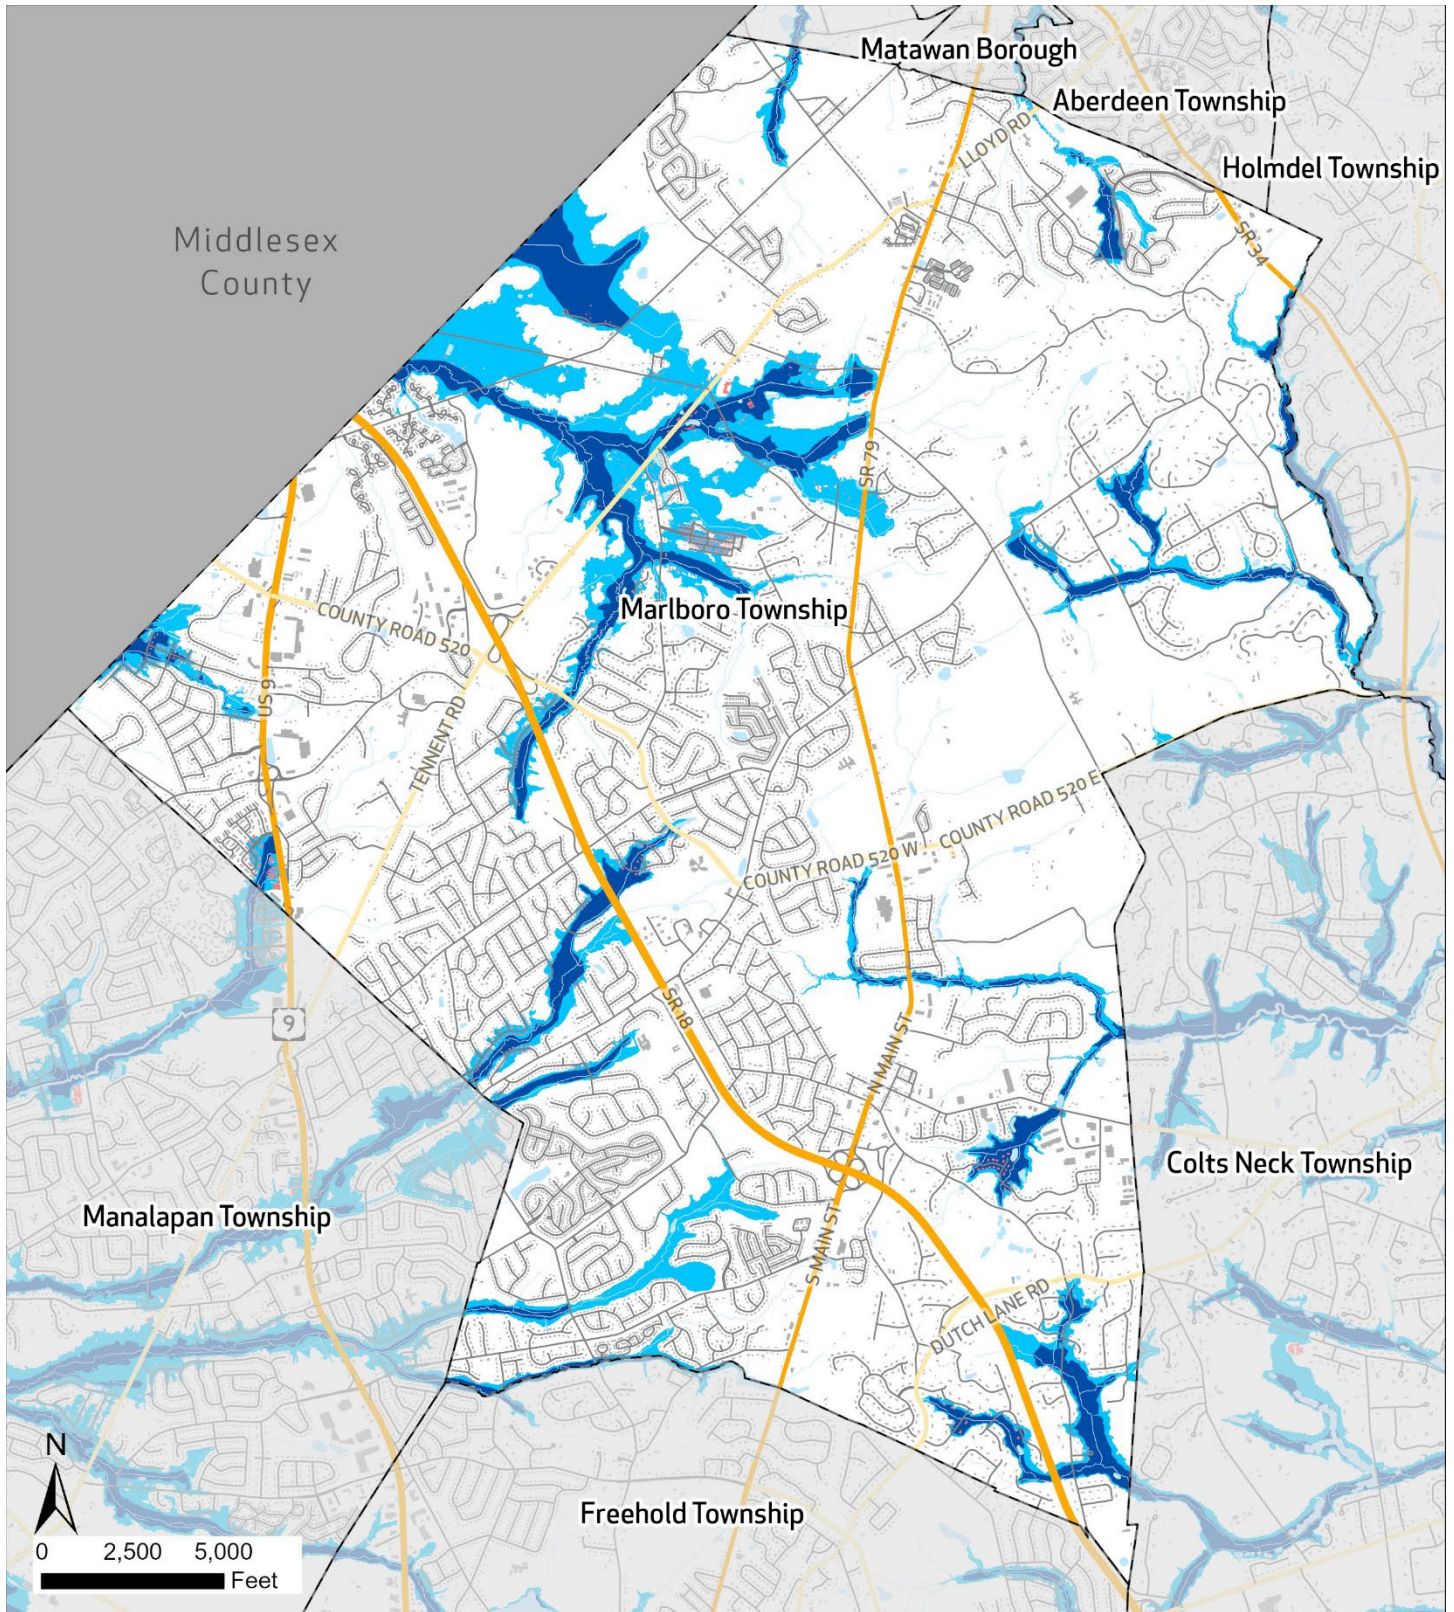 Matawan Borough
Aberdeen Township
LLOYD RD
Holmdel Township
SR 34
Middlesex
County
SR 79
COUNTY ROAD 520
Marlboro Township
US 9
TENNENT RD
COUNTY ROAD 520 E
COUNTY ROAD 520 W
SR 18
9
N MAIN ST
Colts Neck Township
Manalapan Township
S MAIN ST
DUTCH LANE RD
N
Freehold Township
0 2,500 5,000
Feet